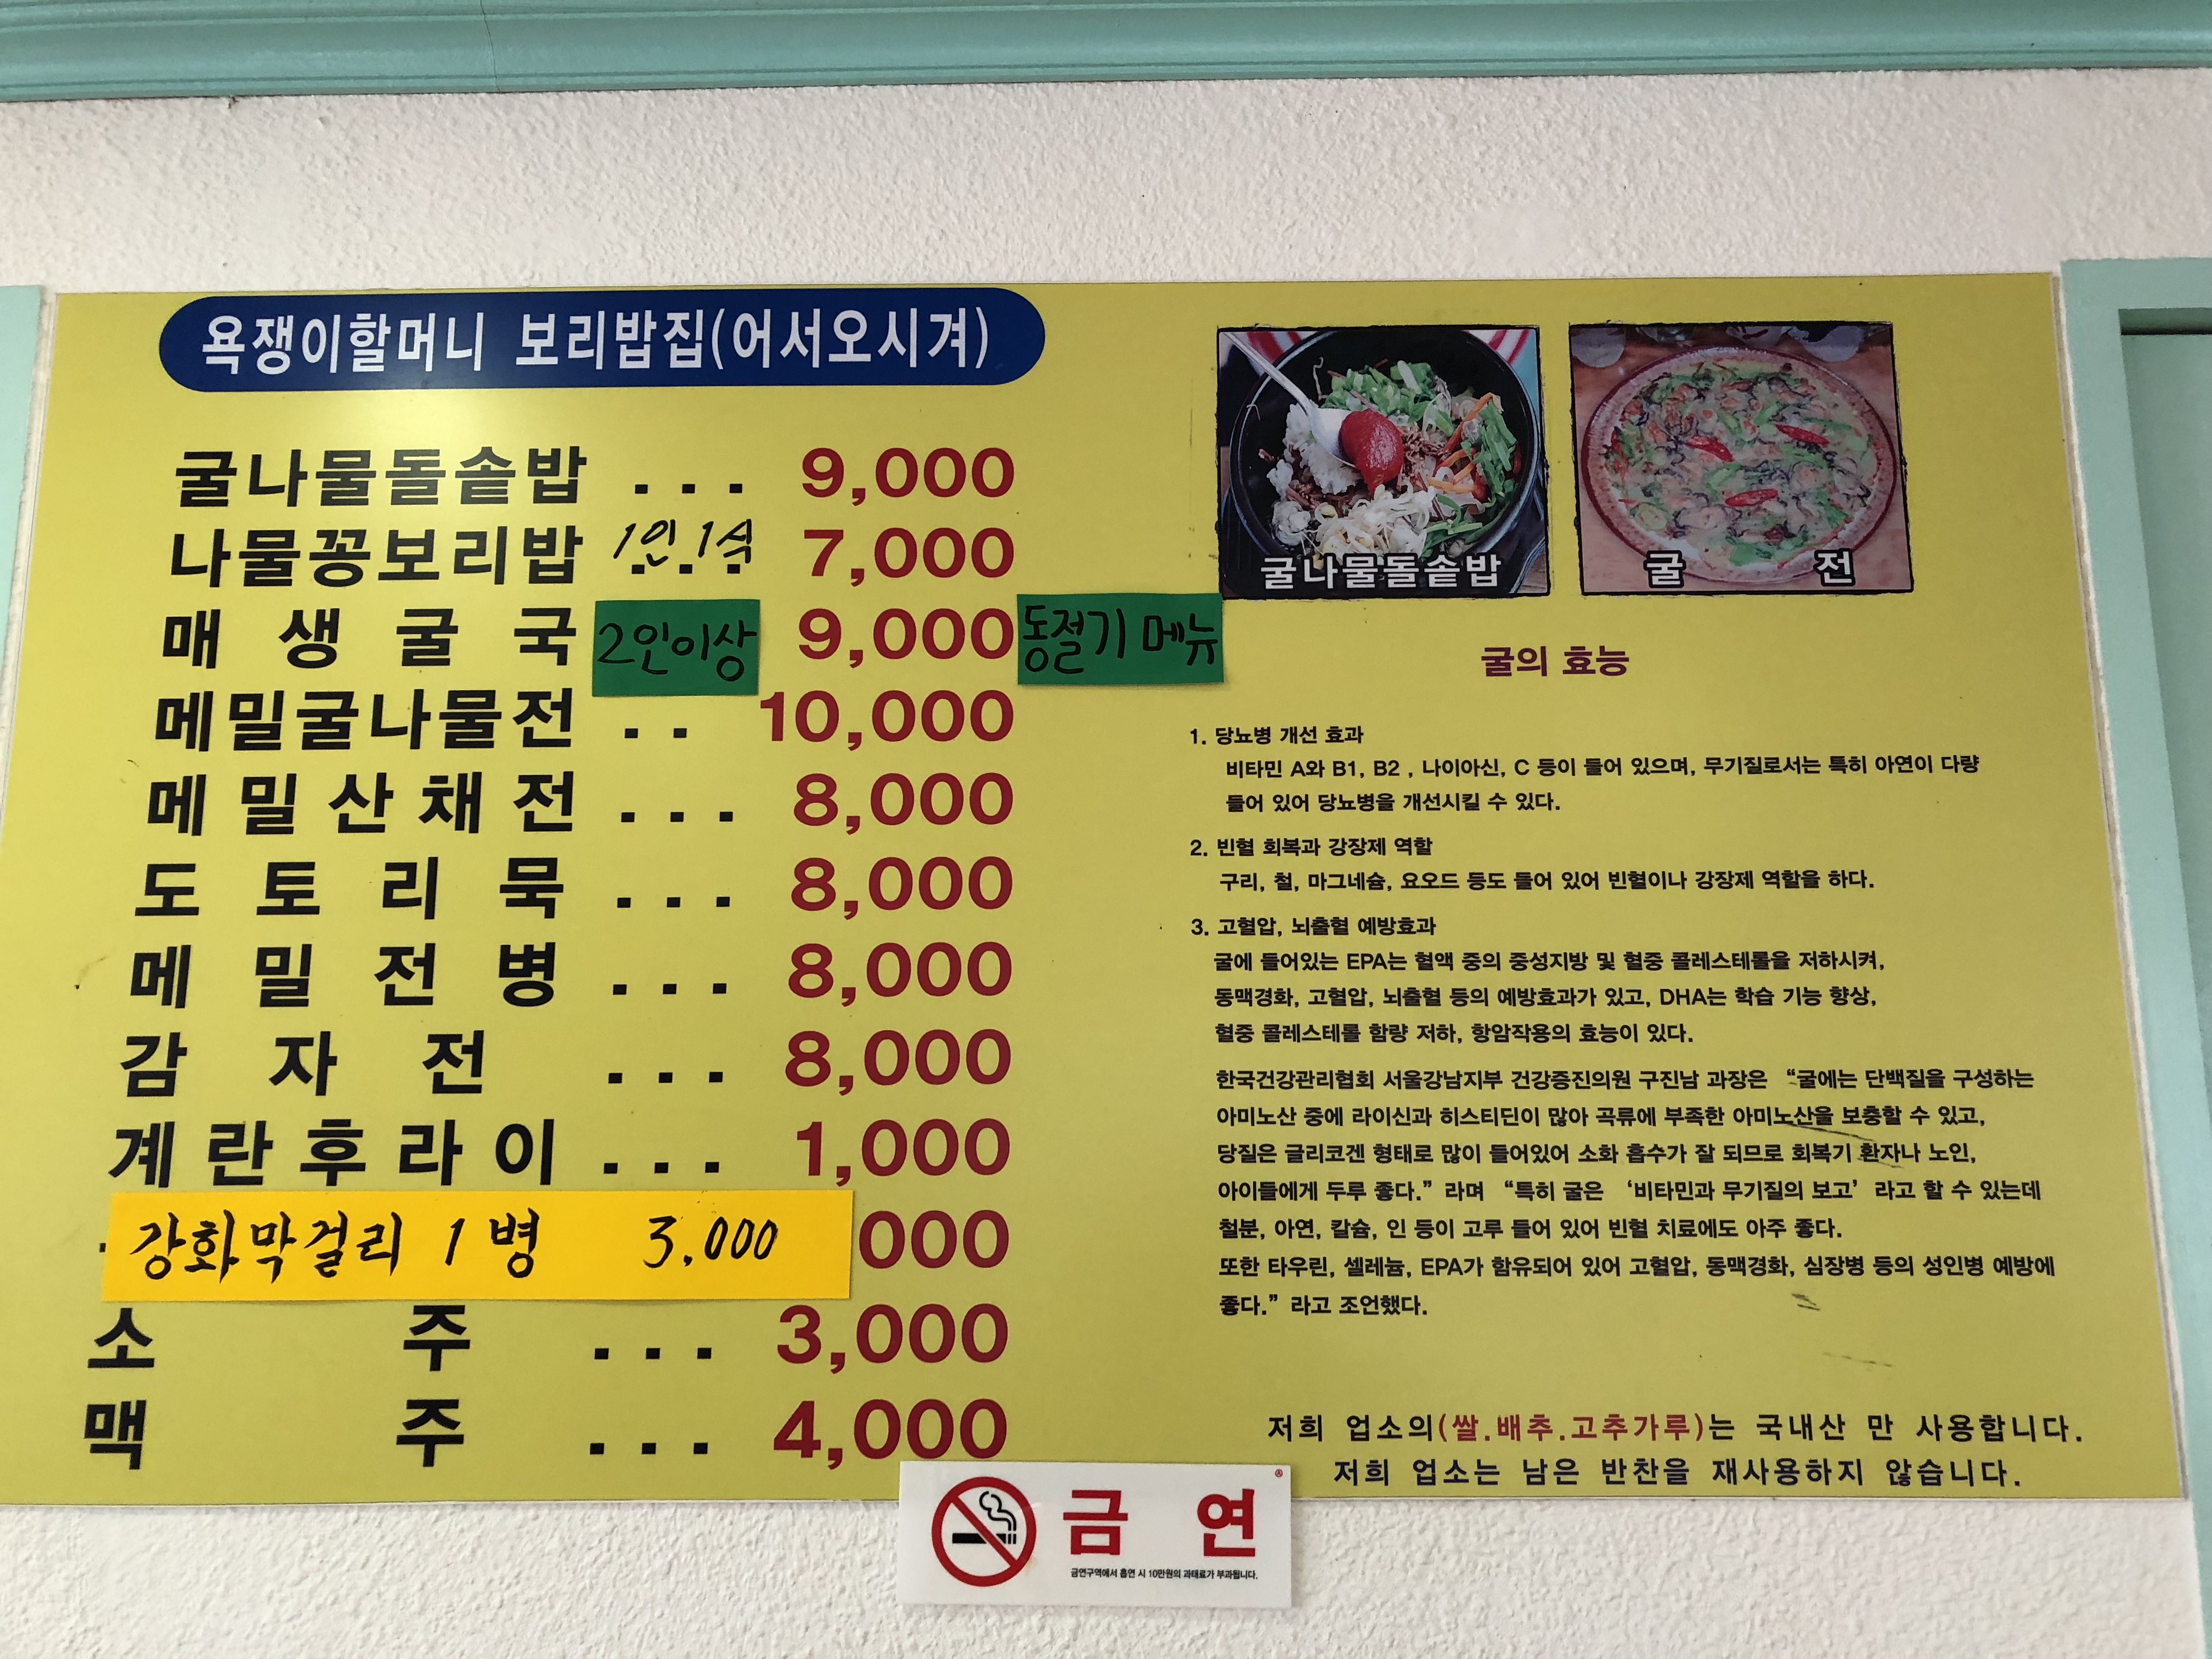 욕쟁이할머니 보리밥집(어서오시겨)
굴나물돌솥밥 ... 9,000
나물꽁보리밥 1인 1식 ... 7,000
매생굴국 2인이상 9,000 동절기 메뉴
메밀굴나물전 .. 10,000
메밀산채전 ... 8,000
도토리묵 ... 8,000
메밀전병 ... 8,000
감자전 ... 8,000
계란후라이 ... 1,000
강화막걸리 1병 3,000 000
소주 ... 3,000
맥주 ... 4,000
굴나물돌솥밥
굴 전
굴의 효능
1. 당뇨병 개선 효과
비타민 A와 B1, B2 , 나이아신, C 등이 들어 있으며, 무기질로서는 특히 아연이 다량
들어 있어 당뇨병을 개선시킬 수 있다.
2. 빈혈 회복과 강장제 역할
구리, 철, 마그네슘, 요오드 등도 들어 있어 빈혈이나 강장제 역할을 하다.
3. 고혈압, 뇌출혈 예방효과
굴에 들어있는 EPA는 혈액 중의 중성지방 및 혈중 콜레스테롤을 저하시켜,
동맥경화, 고혈압, 뇌출혈 등의 예방효과가 있고, DHA는 학습 기능 향상,
혈중 콜레스테롤 함량 저하, 항암작용의 효능이 있다.
한국건강관리협회 서울강남지부 건강증진의원 구진남 과장은 “굴에는 단백질을 구성하는
아미노산 중에 라이신과 히스티딘이 많아 곡류에 부족한 아미노산을 보충할 수 있고,
당질은 글리코겐 형태로 많이 들어있어 소화 흡수가 잘 되므로 회복기 환자나 노인,
아이들에게 두루 좋다.” 라며 “특히 굴은 ‘비타민과 무기질의 보고’ 라고 할 수 있는데
철분, 아연, 칼슘, 인 등이 고루 들어 있어 빈혈 치료에도 아주 좋다.
또한 타우린, 셀레늄, EPA가 함유되어 있어 고혈압, 동맥경화, 심장병 등의 성인병 예방에
좋다.” 라고 조언했다.
저희 업소의(쌀.배추.고추가루)는 국내산 만 사용합니다.
저희 업소는 남은 반찬을 재사용하지 않습니다.
금 연
금연구역에서 흡연 시 10만원의 과태료가 부과됩니다.